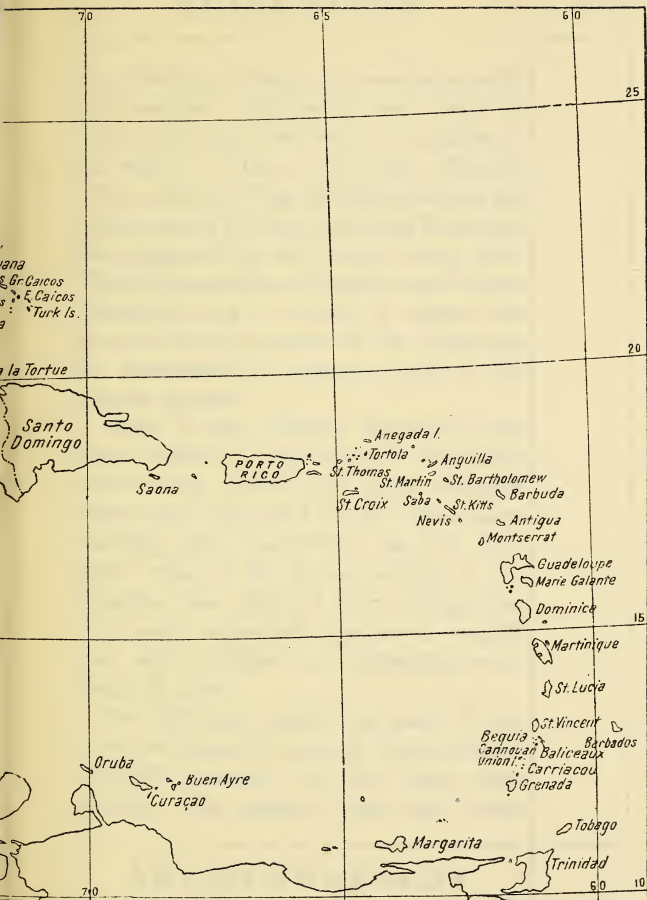 70
65
60
25
Gr. Caicos
E. Caicos
Turk Is.
20
la Tortue
Santo
Domingo
PORTO
RICO
Saona
Anegada I.
Tortola
St. Thomas
Anguilla
St. Martin
St. Bartholomew
St. Croix
Saba
St. Kitts
Barbuda
Nevis
Antigua
Montserrat
Guadeloupe
Marie Galante
Dominica
15
Martinique
St. Lucia
St. Vincent
Bequia
Barbados
Cannouan
Baliceaux
Union I.
Carriacou
Grenada
Oruba
Buen Ayre
Curaçao
Tobago
Margarita
Trinidad
70
60
10